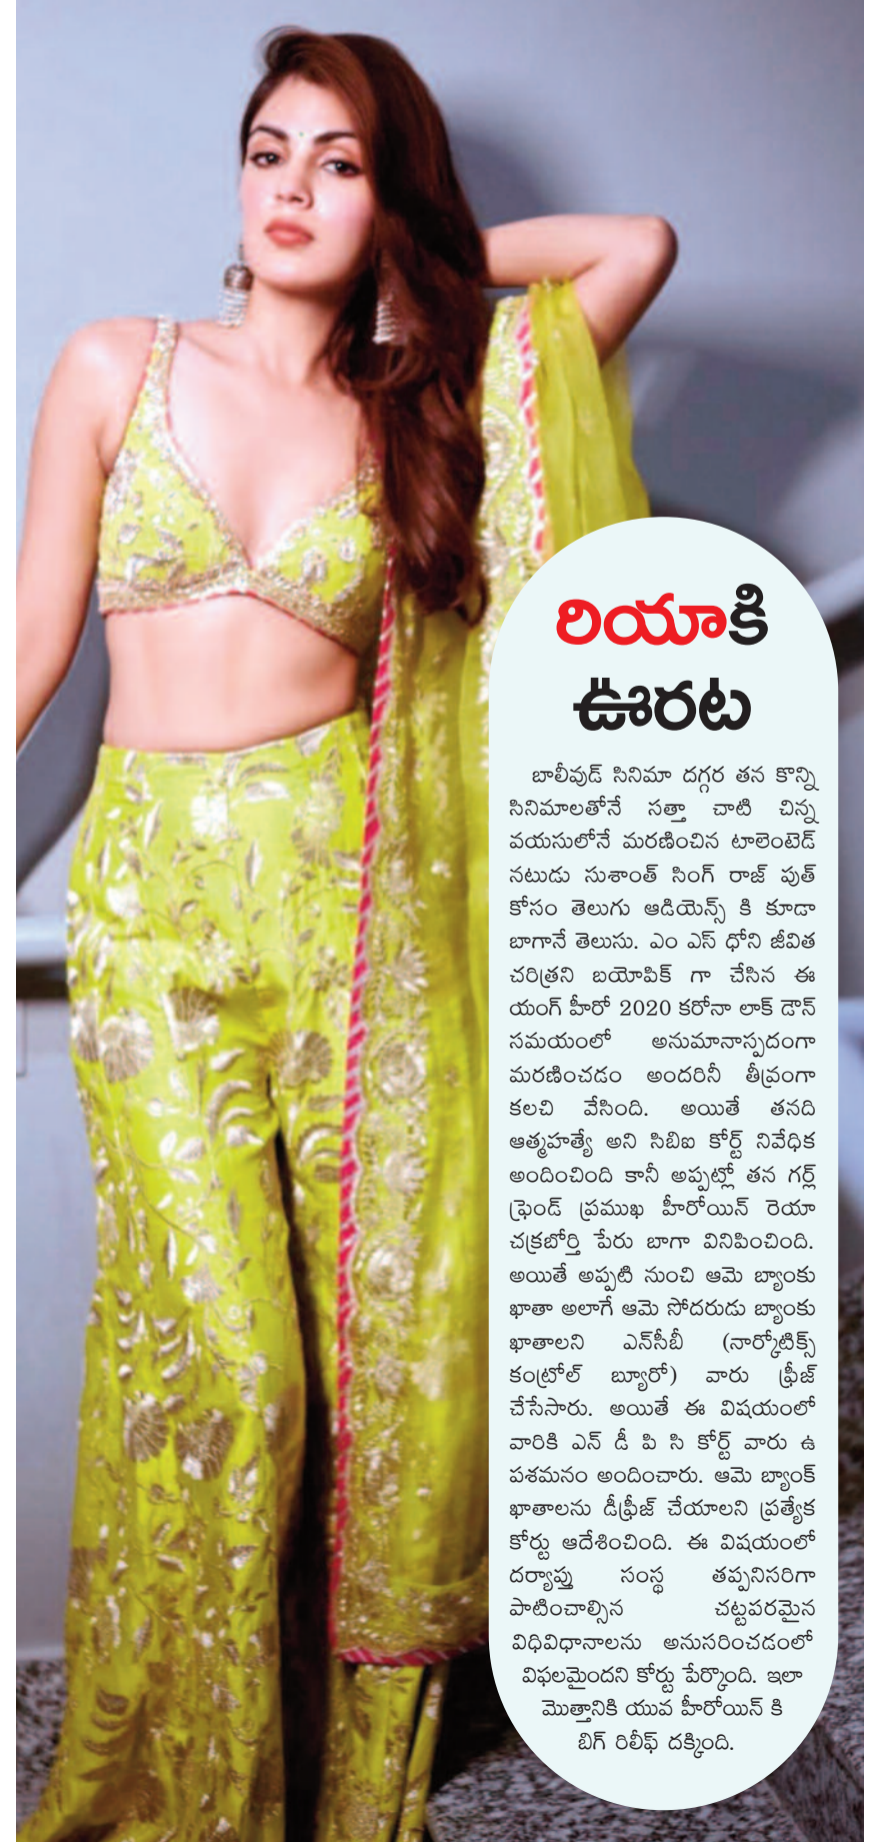 రియాకి
ఊరట
బాలీవుడ్ సినిమా దగ్గర తన కొన్ని
సినిమాలతోనే సత్తా చాటి చిన్న
వయసులోనే మరణించిన టాలెంటెడ్
నటుడు సుశాంత్ సింగ్ రాజ్ పుత్
కోసం తెలుగు ఆడియెన్స్ కి కూడా
బాగానే తెలుసు. ఎం ఎస్ ధోని జీవిత
చరిత్రని బయోపిక్ గా చేసిన ఈ
యంగ్ హీరో 2020 కరోనా లాక్ డౌన్
సమయంలో అనుమానాస్పదంగా
మరణించడం అందరినీ తీవ్రంగా
కలచి వేసింది. అయితే తనది
ఆత్మహత్యే అని సిబిఐ కోర్ట్ నివేధిక
అందించింది కానీ అప్పట్లో తన గర్ల్
ఫ్రెండ్ ప్రముఖ హీరోయిన్ రెయా
చక్రబోర్తి పేరు బాగా వినిపించింది.
అయితే అప్పటి నుంచి ఆమె బ్యాంకు
ఖాతా అలాగే ఆమె సోదరుడు బ్యాంకు
ఖాతాలని ఎన్‌సీబీ (నార్కోటిక్స్
కంట్రోల్ బ్యూరో) వారు ఫ్రీజ్
చేసేసారు. అయితే ఈ విషయంలో
వారికి ఎన్ డీ పి సి కోర్ట్ వారు ఉ
పశమనం అందించారు. ఆమె బ్యాంక్
ఖాతాలను డీఫ్రీజ్ చేయాలని ప్రత్యేక
కోర్టు ఆదేశించింది. ఈ విషయంలో
దర్యాప్తు సంస్థ తప్పనిసరిగా
పాటించాల్సిన చట్టపరమైన
విధివిధానాలను అనుసరించడంలో
విఫలమైందని కోర్టు పేర్కొంది. ఇలా
మొత్తానికి యువ హీరోయిన్ కి
బిగ్ రిలీఫ్ దక్కింది.